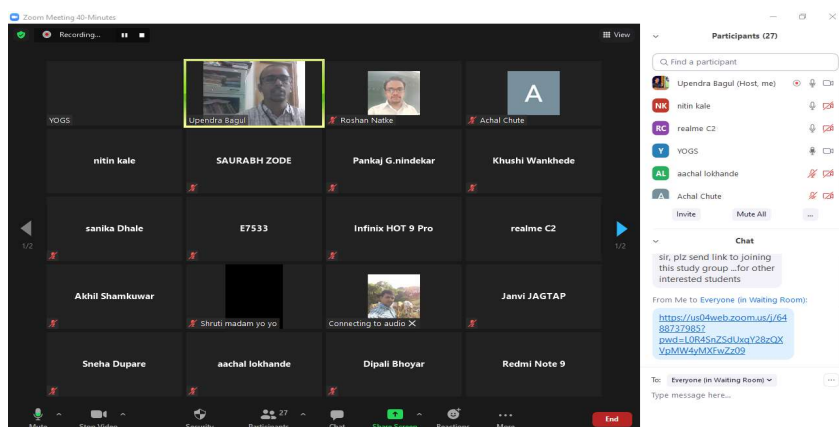 Zoom Meeting 40-Minutes
Recording...
View
YOGS
Upendra Bagul
Roshan Natke
A
Achal Chute
nitin kale
SAURABH ZODE
Pankaj G.nindekar
Khushi Wankhede
sanika Dhale
E7533
Infinix HOT 9 Pro
realme C2
1/2
1/2
Akhil Shamkuwar
Shruti madam yo yo
Connecting to audio
Janvi JAGTAP
Sneha Dupare
aachal lokhande
Dipali Bhoyar
Redmi Note 9
Mute
Stop Video
Security
Participants
27
Chat
Share Screen
Reactions
More
End
Participants (27)
Find a participant
Upendra Bagul (Host, me)
NK nitin kale
RC realme C2
Y YOGS
AL aachal lokhande
A Achal Chute
Invite
Mute All
...
Chat
sir, plz send link to joining
this study group ...for other
interested students
From Me to Everyone (in Waiting Room):
https://us04web.zoom.us/j/64
88737985?
pwd=L0R4SnZSdUxqY28zQX
VpMW4yMXFwZz09
To: Everyone (in Waiting Room)
Type message here...